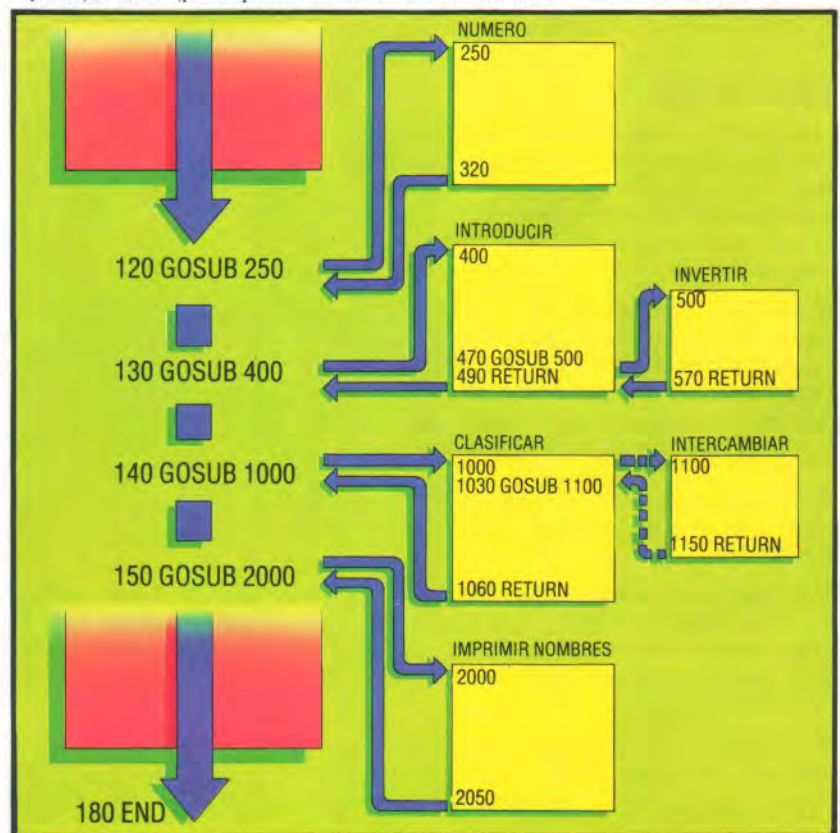 NUMERO
250
320
120 GOSUB 250
INTRODUCIR
400
470 GOSUB 500
490 RETURN
INVERTIR
500
570 RETURN
130 GOSUB 400
CLASIFICAR
1000
1030 GOSUB 1100
1060 RETURN
INTERCAMBIAR
1100
1150 RETURN
140 GOSUB 1000
150 GOSUB 2000
IMPRIMIR NOMBRES
2000
2050
180 END